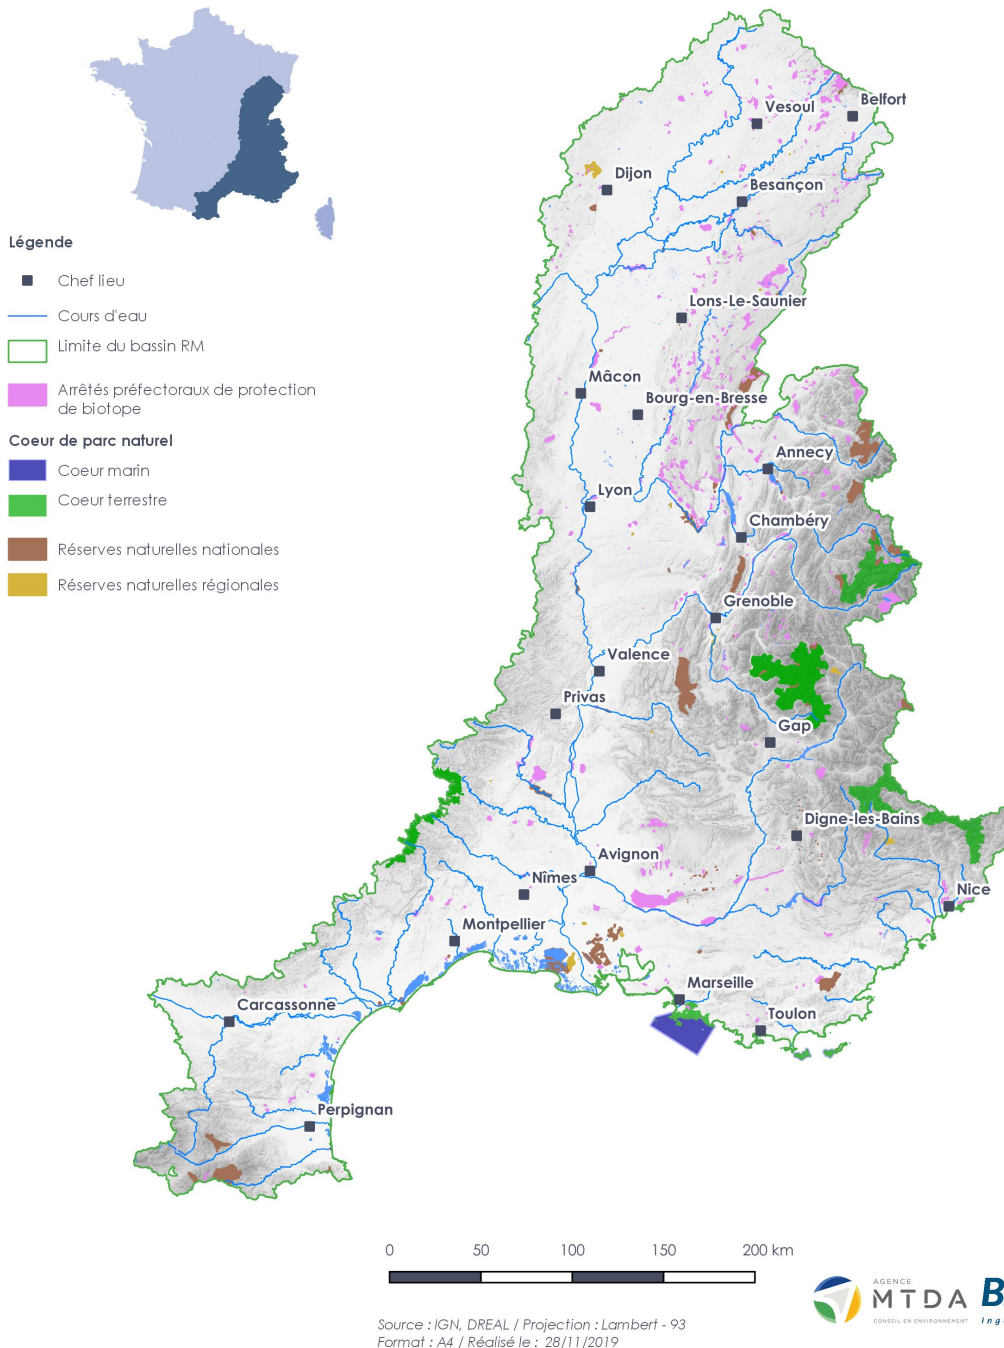 Légende
Chef lieu
Cours d'eau
Limite du bassin RM
Arrêtés préfectoraux de protection
de biotope
Coeur de parc naturel
Coeur marin
Coeur terrestre
Réserves naturelles nationales
Réserves naturelles régionales
Vesoul
Belfort
Dijon
Besançon
Lons-Le-Saunier
Mâcon
Bourg-en-Bresse
Annecy
Lyon
Chambéry
Grenoble
Valence
Privas
Gap
Digne-les-Bains
Avignon
Nîmes
Nice
Montpellier
Marseille
Carcassonne
Toulon
Perpignan
0 50 100 150 200 km
Source : IGN, DREAL / Projection : Lambert - 93
Format : A4 / Réalisé le : 28/11/2019
AGENCE
MTDA
CONSEIL EN ENVIRONNEMENT
B
Ing